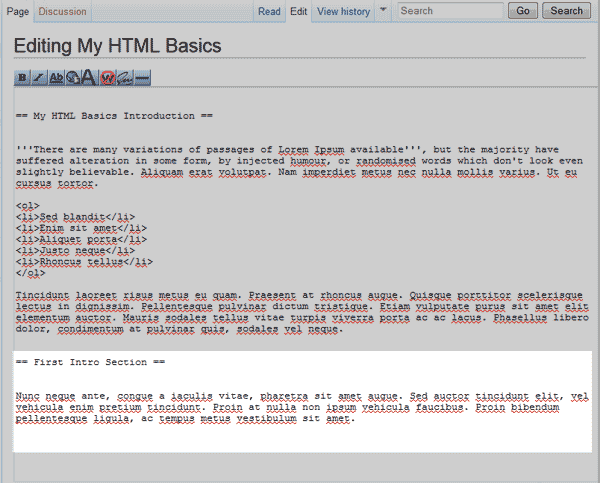 Page Discussion Read Edit View history Search Go Search
Editing My HTML Basics
B I Ab A W
== My HTML Basics Introduction ==
'''There are many variations of passages of Lorem Ipsum available''', but the majority have
suffered alteration in some form, by injected humour, or randomised words which don't look even
slightly believable. Aliquam erat volutpat. Nam imperdiet metus nec nulla mollis varius. Ut eu
cursus tortor.
<ol>
<li>Sed blandit</li>
<li>Enim sit amet</li>
<li>Aliquet porta</li>
<li>Justo neque</li>
<li>Rhoncus tellus</li>
</ol>
Tincidunt laoreet risus metus eu quam. Praesent at rhoncus augue. Quisque porttitor scelerisque
lectus in dignissim. Pellentesque pulvinar dictum tristique. Etiam vulputate purus sit amet elit
elementum auctor. Mauris sodales tellus vitae turpis viverra porta ac ac lacus. Phasellus libero
dolor, condimentum at pulvinar quis, sodales vel neque.
== First Intro Section ==
Nunc neque ante, congue a iaculis vitae, pharetra sit amet augue. Sed auctor tincidunt elit, vel
vehicula enim pretium tincidunt. Proin at nulla non ipsum vehicula faucibus. Proin bibendum
pellentesque ligula, ac tempus metus vestibulum sit amet.